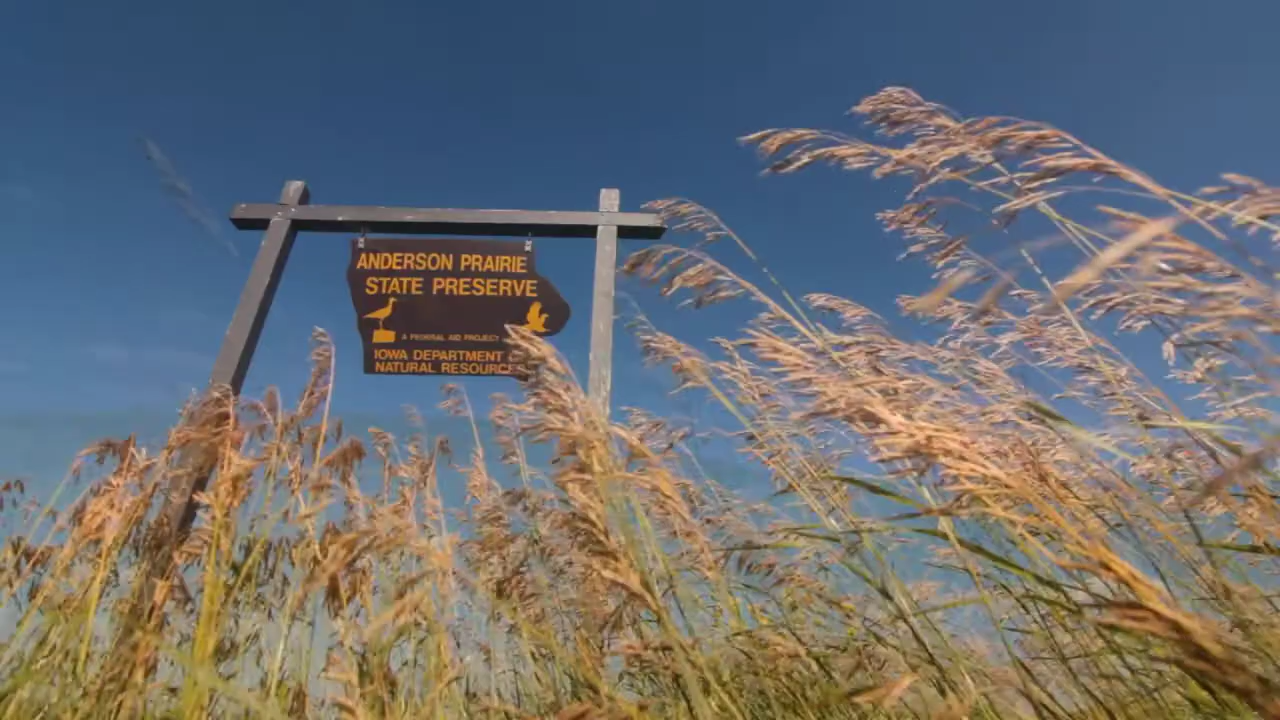 ANDERSON PRAIRIE
STATE PRESERVE
A FEDERAL AID PROJECT
IOWA DEPARTMENT
NATURAL RESOURCES